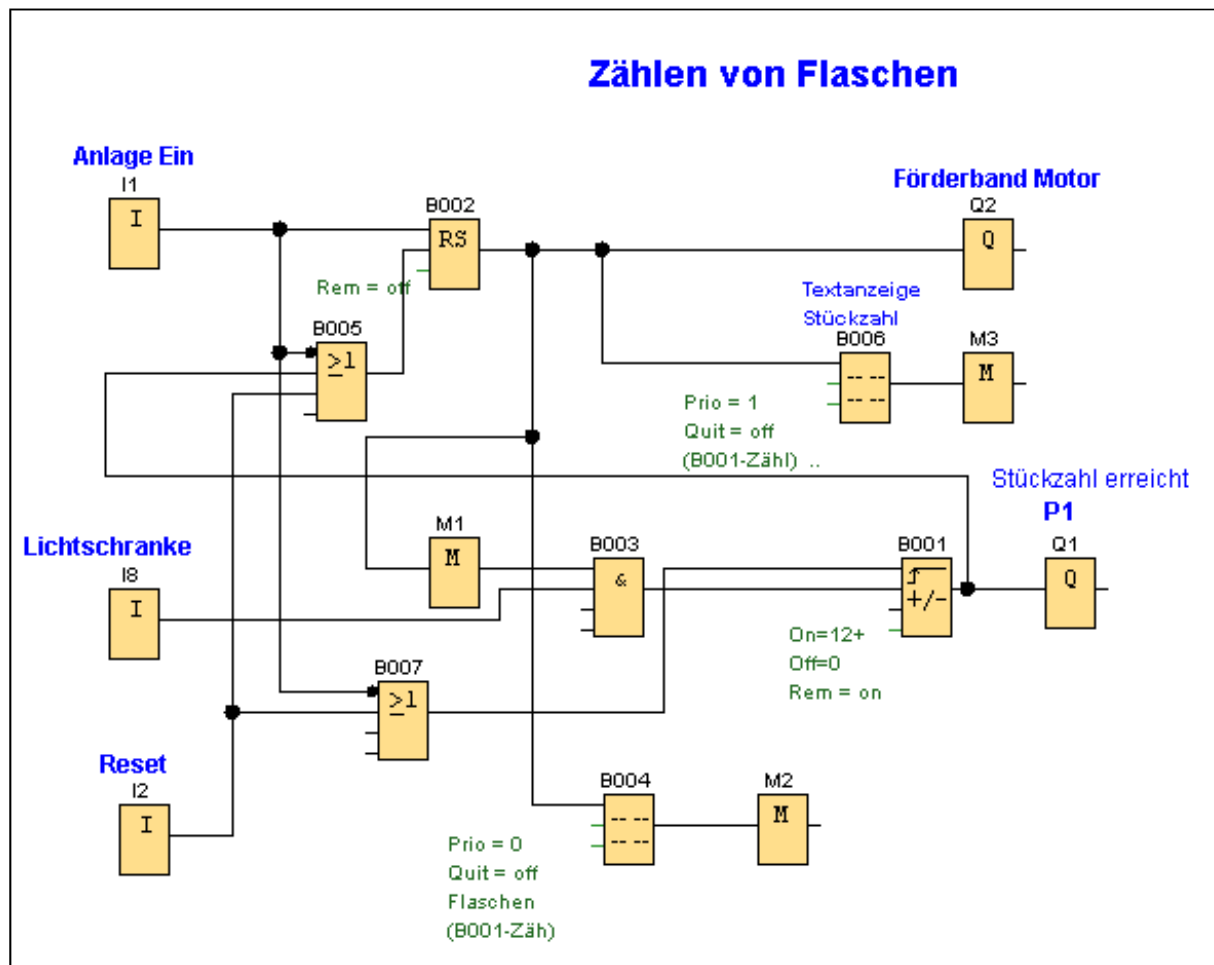 Zählen von Flaschen
Anlage Ein
I1
I
B002
RS
Rem = off
Förderband Motor
Q2
Q
B005
>1
Textanzeige
Stückzahl
B006
M3
M
Prio = 1
Quit = off
(B001-Zähl) ..
Stückzahl erreicht
P1
Q1
Q
Lichtschranke
I8
I
M1
M
B003
&
B001
+/-
On=12+
Off=0
Rem = on
B007
>1
Reset
I2
I
B004
M2
M
Prio = 0
Quit = off
Flaschen
(B001-Zäh)